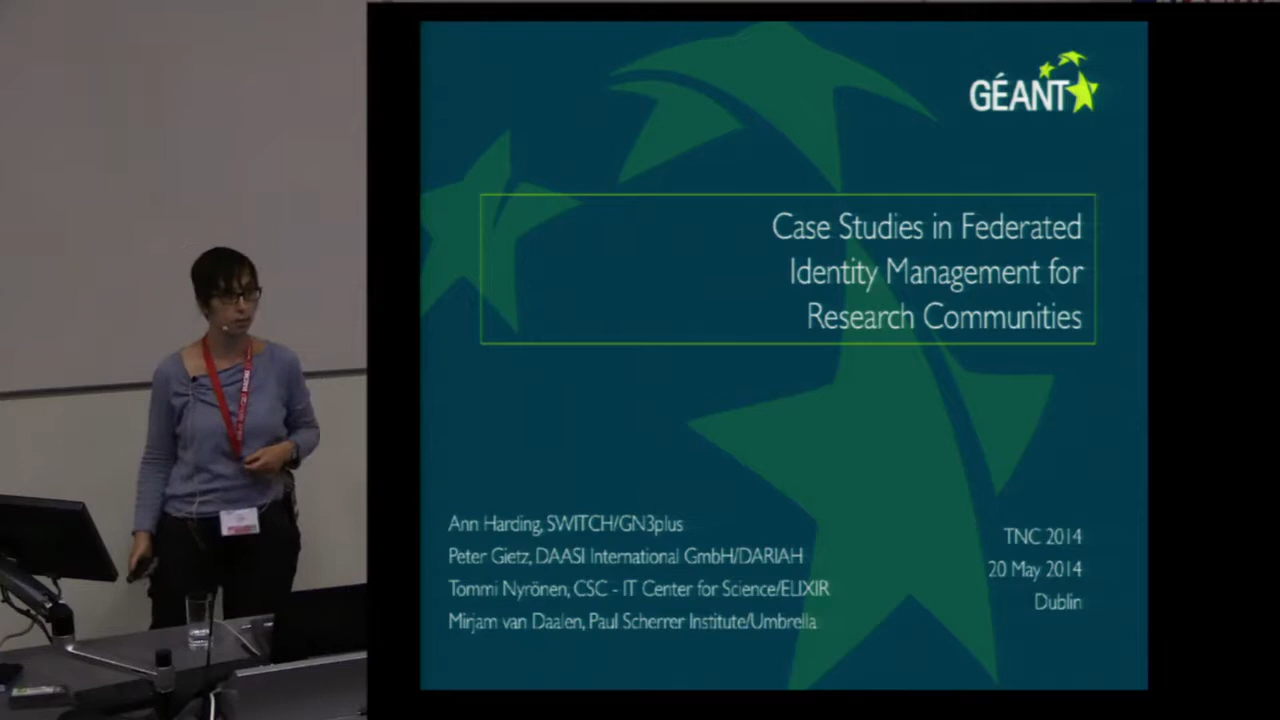 GÉANT
Case Studies in Federated
Identity Management for
Research Communities
Ann Harding, SWITCH/GN3plus
Peter Gietz, DAASI International GmbH/DARIAH
Tommi Nyrönen, CSC - IT Center for Science/ELIXIR
Mirjam van Daalen, Paul Scherrer Institute/Umbrella
TNC 2014
20 May 2014
Dublin